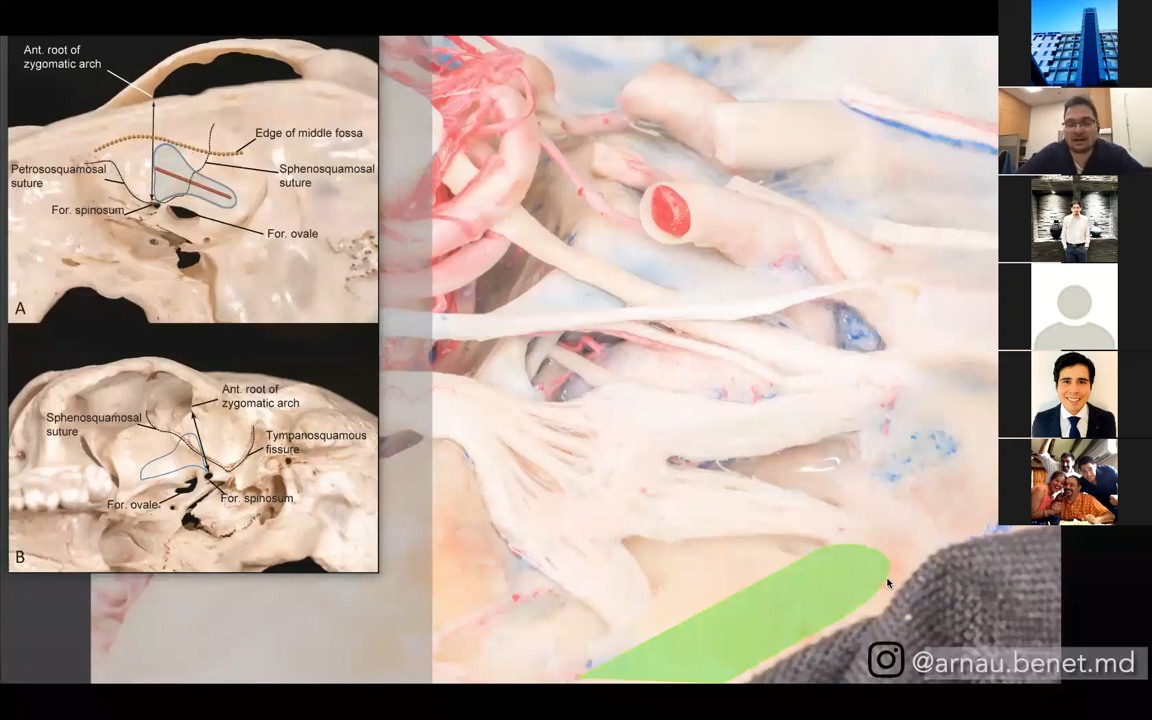 Ant. root of
zygomatic arch
Edge of middle fossa
Petrososquamosal
suture
Sphenosquamosal
suture
For. spinosum
For. ovale
A
Ant. root of
zygomatic arch
Sphenosquamosal
suture
Tympanosquamous
fissure
For. ovale
For. spinosum
B
@arnau.benet.md